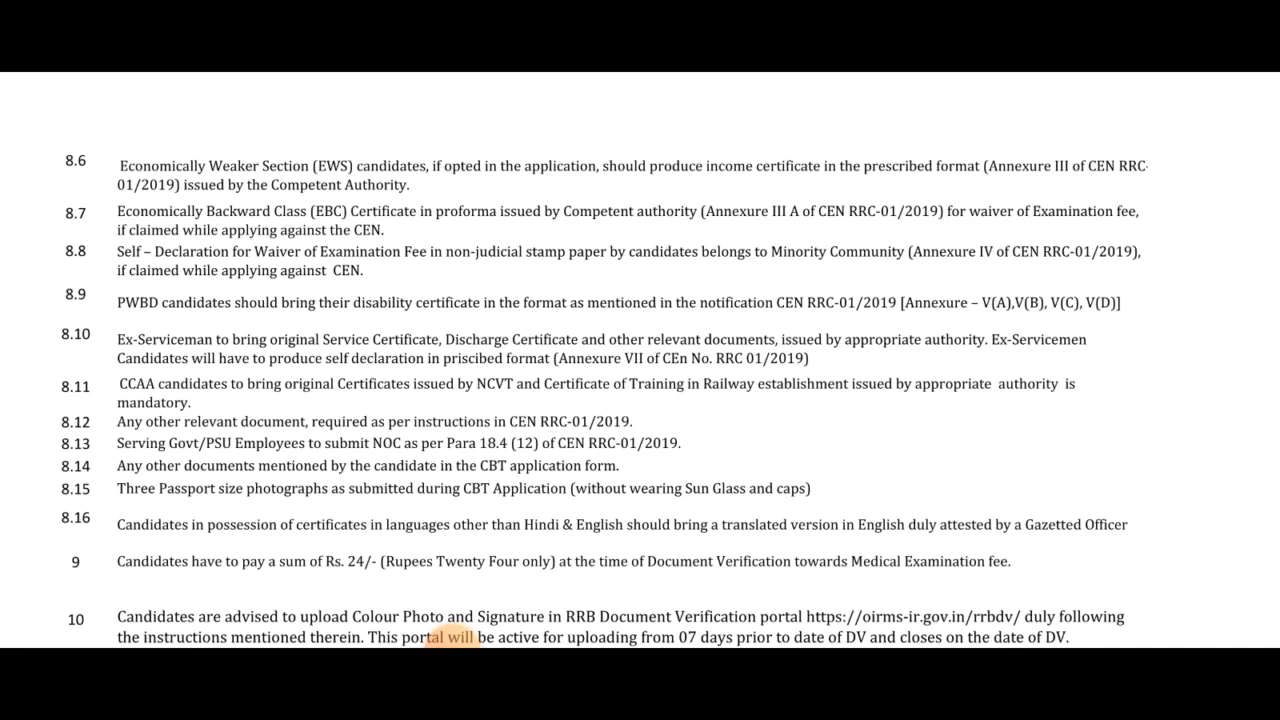 8.6 Economically Weaker Section (EWS) candidates, if opted in the application, should produce income certificate in the prescribed format (Annexure III of CEN RRC-
01/2019) issued by the Competent Authority.
8.7 Economically Backward Class (EBC) Certificate in proforma issued by Competent authority (Annexure III A of CEN RRC-01/2019) for waiver of Examination fee,
if claimed while applying against the CEN.
8.8 Self – Declaration for Waiver of Examination Fee in non-judicial stamp paper by candidates belongs to Minority Community (Annexure IV of CEN RRC-01/2019),
if claimed while applying against CEN.
8.9 PWBD candidates should bring their disability certificate in the format as mentioned in the notification CEN RRC-01/2019 [Annexure – V(A),V(B), V(C), V(D)]
8.10 Ex-Serviceman to bring original Service Certificate, Discharge Certificate and other relevant documents, issued by appropriate authority. Ex-Servicemen
Candidates will have to produce self declaration in priscibed format (Annexure VII of CEn No. RRC 01/2019)
8.11 CCAA candidates to bring original Certificates issued by NCVT and Certificate of Training in Railway establishment issued by appropriate authority is
mandatory.
8.12 Any other relevant document, required as per instructions in CEN RRC-01/2019.
8.13 Serving Govt/PSU Employees to submit NOC as per Para 18.4 (12) of CEN RRC-01/2019.
8.14 Any other documents mentioned by the candidate in the CBT application form.
8.15 Three Passport size photographs as submitted during CBT Application (without wearing Sun Glass and caps)
8.16 Candidates in possession of certificates in languages other than Hindi & English should bring a translated version in English duly attested by a Gazetted Officer
9 Candidates have to pay a sum of Rs. 24/- (Rupees Twenty Four only) at the time of Document Verification towards Medical Examination fee.
10 Candidates are advised to upload Colour Photo and Signature in RRB Document Verification portal https://oirms-ir.gov.in/rrbdv/ duly following
the instructions mentioned therein. This portal will be active for uploading from 07 days prior to date of DV and closes on the date of DV.